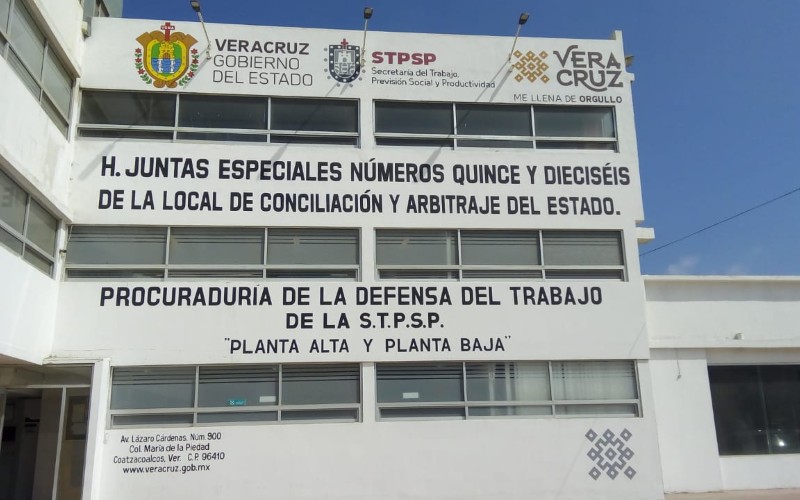 VERACRUZ
GOBIERNO
DEL ESTADO
STPSP
Secretaría del Trabajo,
Previsión Social y Productividad
VERA
CRUZ
ME LLENA DE ORGULLO
H. JUNTAS ESPECIALES NÚMEROS QUINCE Y DIECISÉIS
DE LA LOCAL DE CONCILIACIÓN Y ARBITRAJE DEL ESTADO.
PROCURADURÍA DE LA DEFENSA DEL TRABAJO
DE LA S.T.P.S.P.
"PLANTA ALTA Y PLANTA BAJA"
Av. Lázaro Cárdenas, Núm. 900
Col. María de la Piedad
Coatzacoalcos, Ver. C.P. 96410
www.veracruz.gob.mx